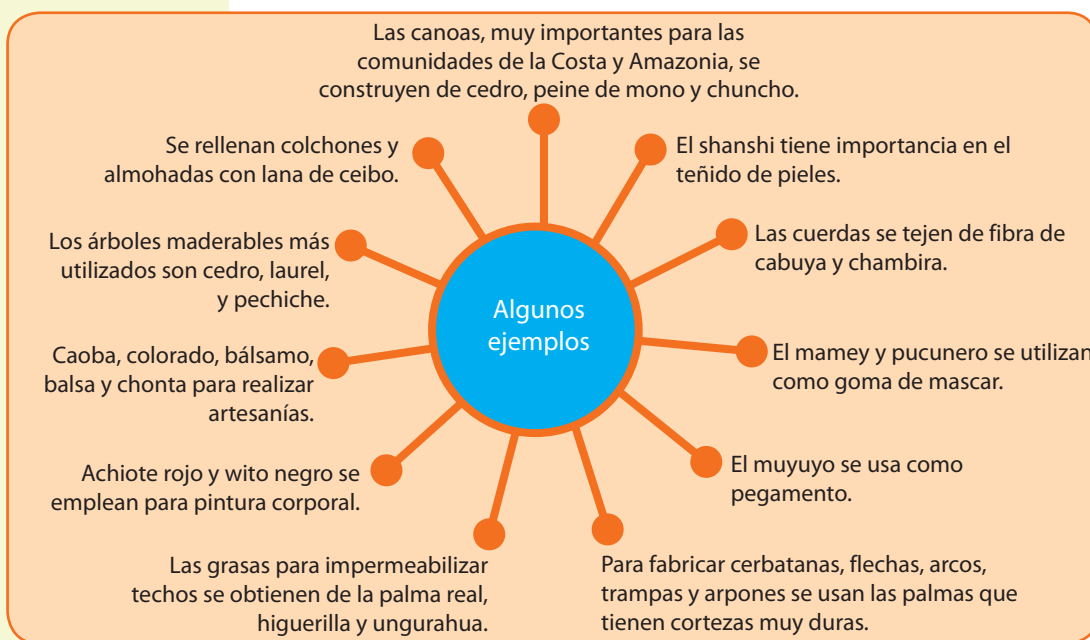 Las canoas, muy importantes para las
comunidades de la Costa y Amazonia, se
construyen de cedro, peine de mono y chuncho.
Se rellenan colchones y
almohadas con lana de ceibo.
El shanshi tiene importancia en el
teñido de pieles.
Los árboles maderables más
utilizados son cedro, laurel,
y pechiche.
Las cuerdas se tejen de fibra de
cabuya y chambira.
Algunos
ejemplos
Caoba, colorado, bálsamo,
balsa y chonta para realizar
artesanías.
El mamey y pucunero se utilizan
como goma de mascar.
Achiote rojo y wito negro se
emplean para pintura corporal.
El muyuyo se usa como
pegamento.
Las grasas para impermeabilizar
techos se obtienen de la palma real,
higuerilla y ungurahua.
Para fabricar cerbatanas, flechas, arcos,
trampas y arpones se usan las palmas que
tienen cortezas muy duras.